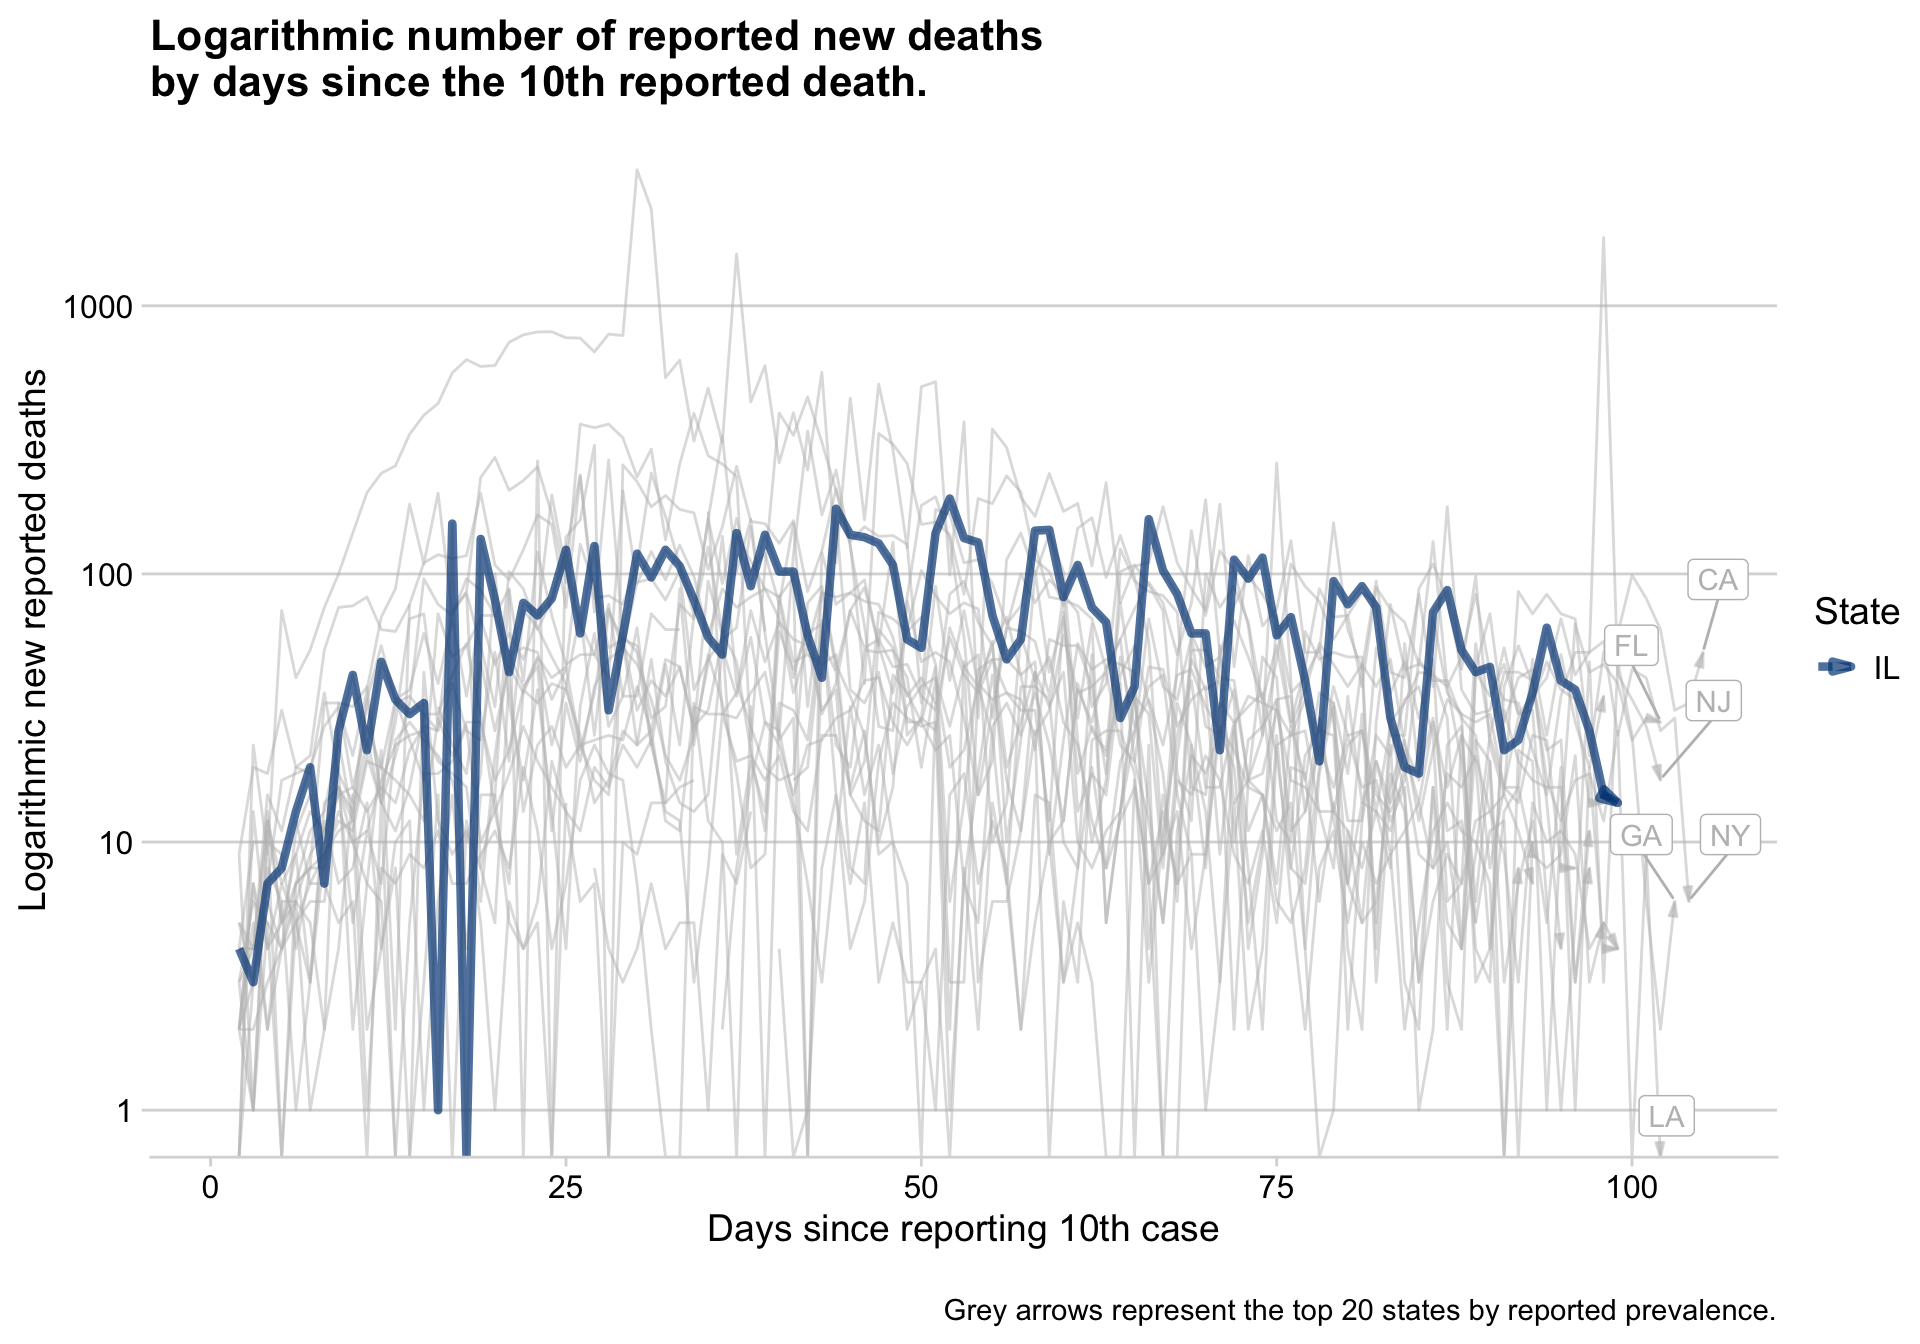 Logarithmic number of reported new deaths
by days since the 10th reported death.
Logarithmic new reported deaths
1000
100
10
1
0
25
50
75
100
Days since reporting 10th case
CA
FL
NJ
GA
NY
LA
State
IL
Grey arrows represent the top 20 states by reported prevalence.